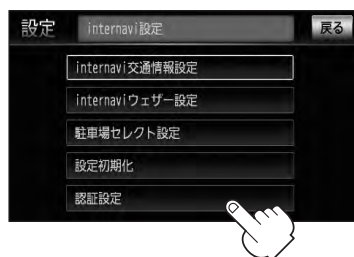 設定 internavi設定 戻る
internavi交通情報設定
internaviウェザー設定
駐車場セレクト設定
設定初期化
認証設定